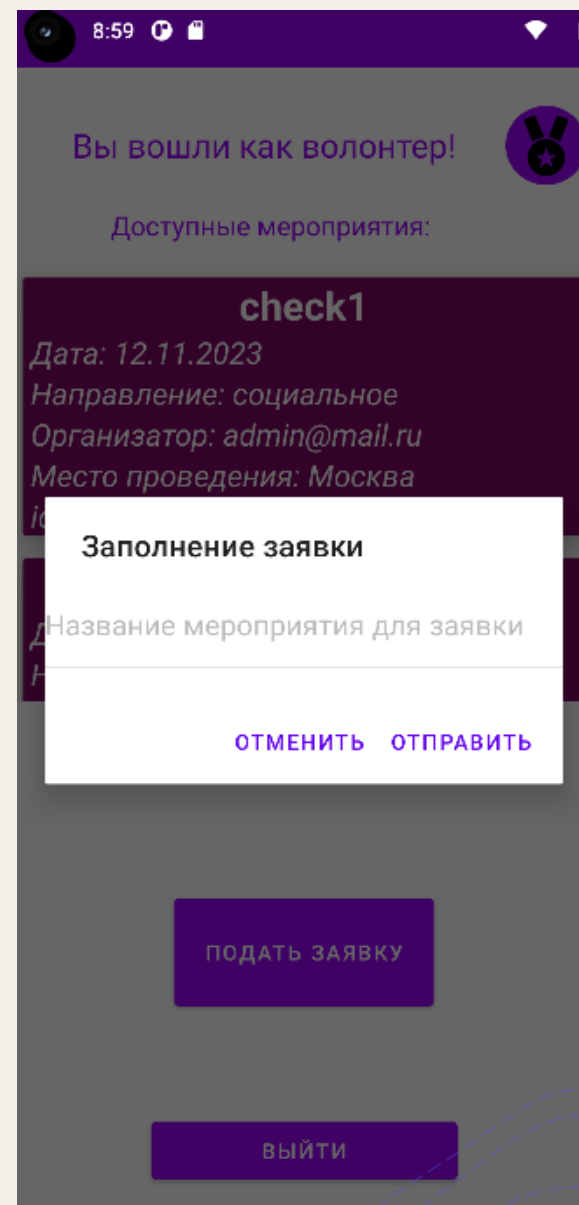 8:59
Вы вошли как волонтер!
Доступные мероприятия:
check1
Дата: 12.11.2023
Направление: социальное
Организатор: admin@mail.ru
Место проведения: Москва
Заполнение заявки
Название мероприятия для заявки
ОТМЕНИТЬ ОТПРАВИТЬ
ПОДАТЬ ЗАЯВКУ
ВЫЙТИ